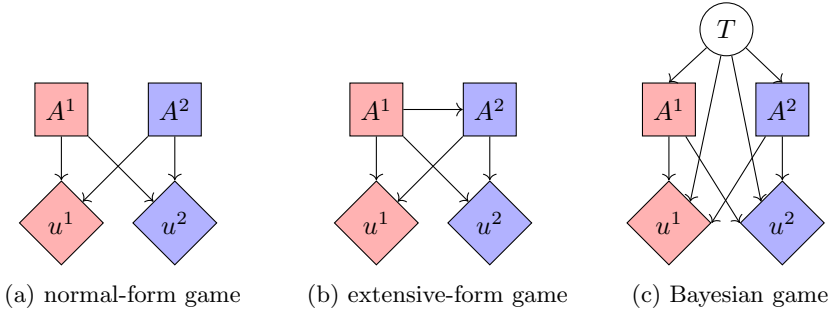 T
A¹ A² A¹ A² A¹ A²
u¹ u² u¹ u² u¹ u²
(a) normal-form game (b) extensive-form game (c) Bayesian game